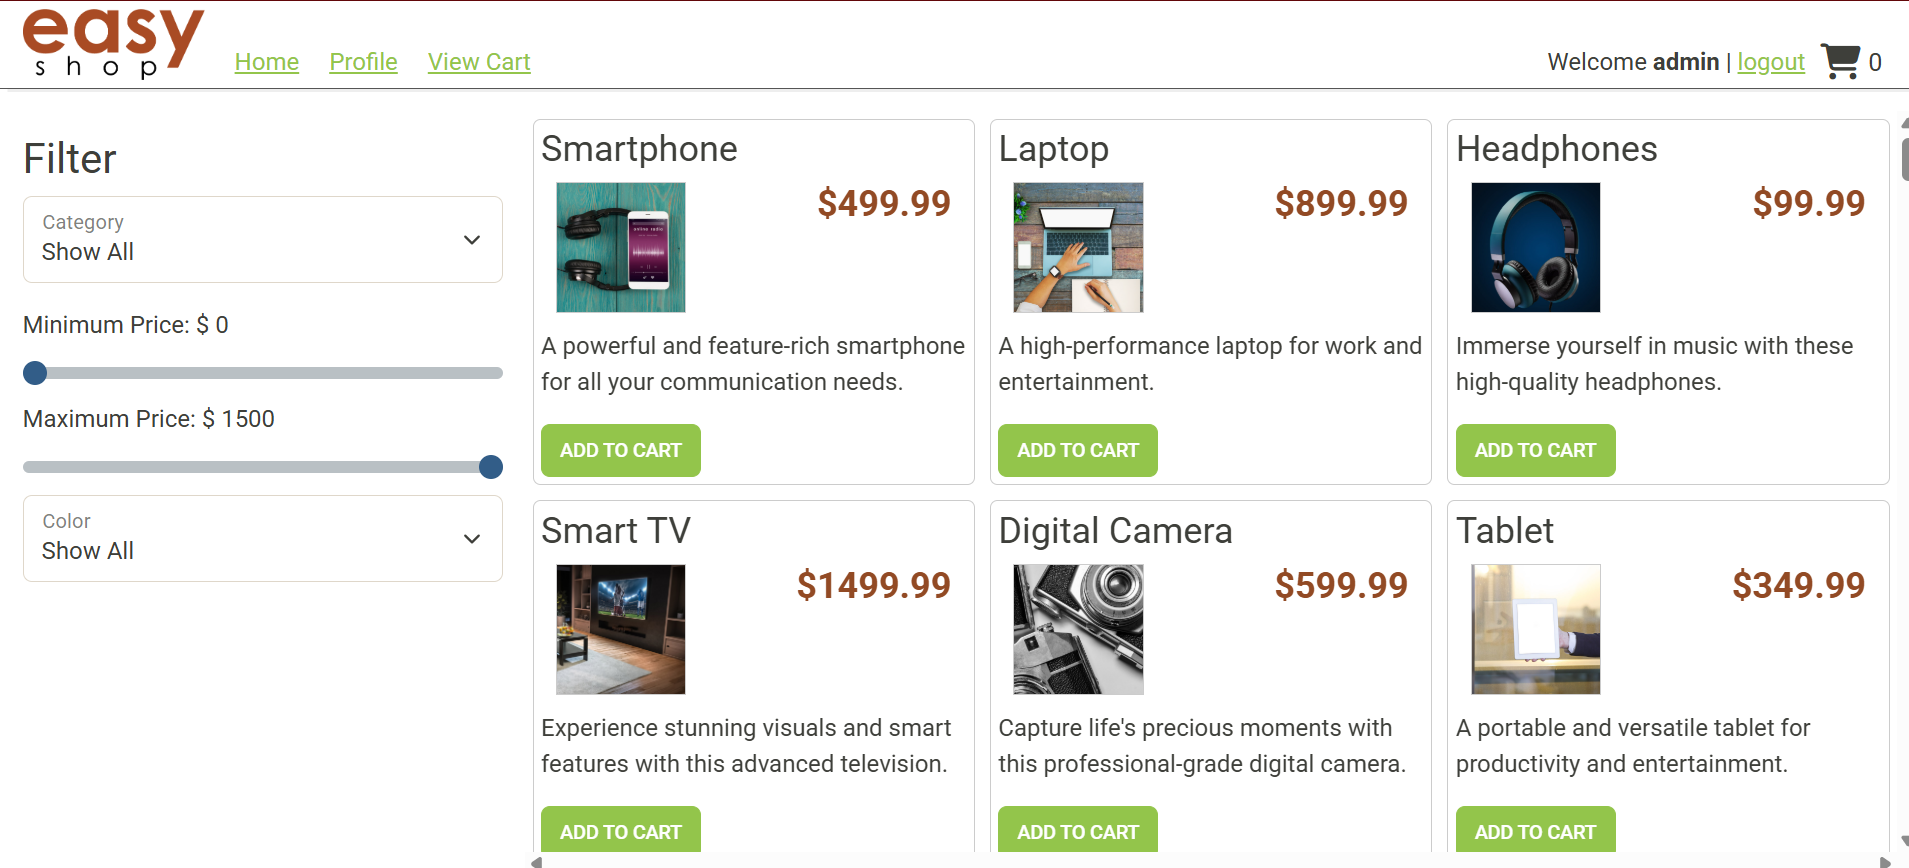 easy
shop
Home Profile View Cart
Welcome admin | logout 0
Filter
Category
Show All
Minimum Price: $ 0
Maximum Price: $ 1500
Color
Show All
Smartphone
$499.99
online radio
A powerful and feature-rich smartphone
for all your communication needs.
ADD TO CART
Laptop
$899.99
A high-performance laptop for work and
entertainment.
ADD TO CART
Headphones
$99.99
Immerse yourself in music with these
high-quality headphones.
ADD TO CART
Smart TV
$1499.99
Experience stunning visuals and smart
features with this advanced television.
ADD TO CART
Digital Camera
$599.99
Capture life's precious moments with
this professional-grade digital camera.
ADD TO CART
Tablet
$349.99
A portable and versatile tablet for
productivity and entertainment.
ADD TO CART